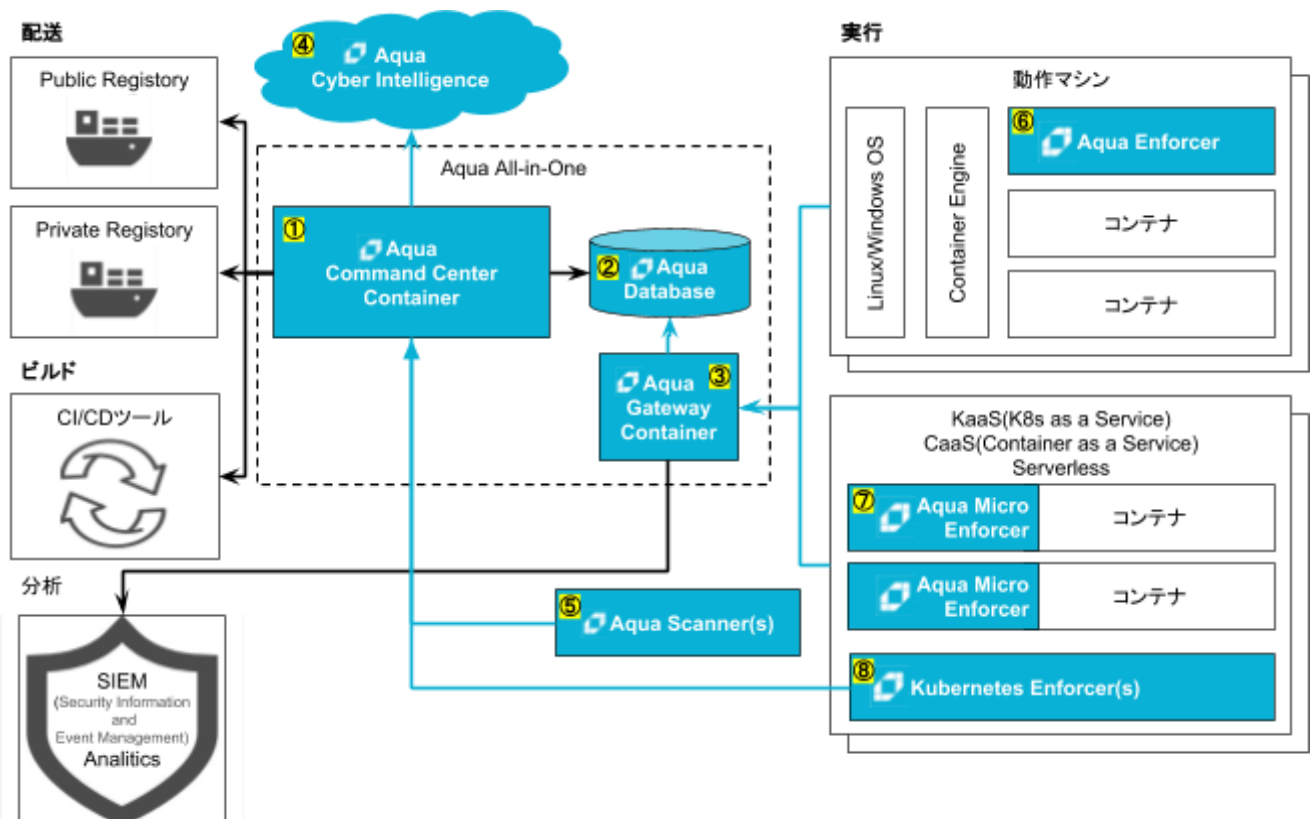 配送
Public Registory
Private Registory
ビルド
CI/CDツール
分析
SIEM
(Security Information
and
Event Management)
Analitics
④ Aqua
Cyber Intelligence
Aqua All-in-One
① Aqua
Command Center
Container
② Aqua
Database
③ Aqua
Gateway
Container
⑤ Aqua Scanner(s)
実行
動作マシン
Linux/Windows OS
Container Engine
⑥ Aqua Enforcer
コンテナ
コンテナ
KaaS(K8s as a Service)
CaaS(Container as a Service)
Serverless
⑦ Aqua Micro
Enforcer
コンテナ
Aqua Micro
Enforcer
コンテナ
⑧ Kubernetes Enforcer(s)